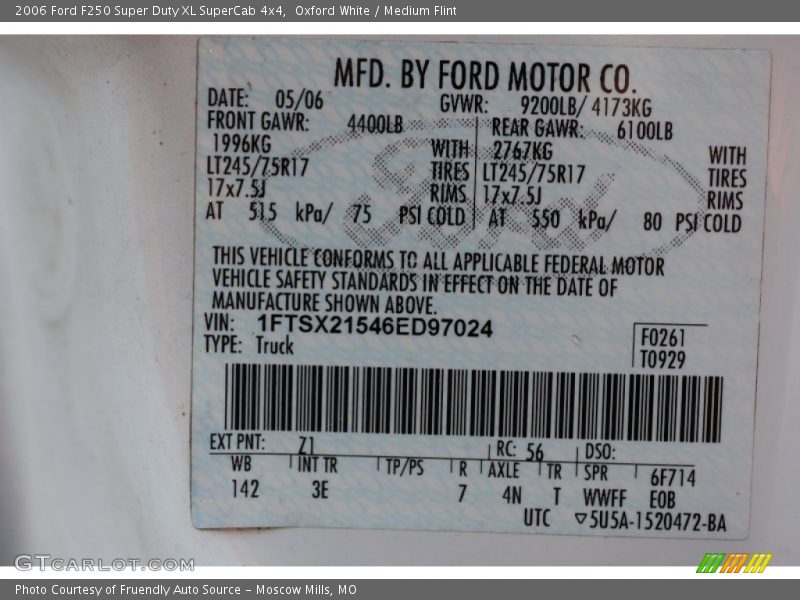 2006 Ford F250 Super Duty XL SuperCab 4x4, Oxford White / Medium Flint
MFD. BY FORD MOTOR CO.
DATE: 05/06 GVWR: 9200LB/ 4173KG
FRONT GAWR: 4400LB REAR GAWR: 6100LB
1996KG WITH 2767KG WITH
LT245/75R17 TIRES LT245/75R17 TIRES
17x7.5J RIMS 17x7.5J RIMS
AT 515 kPa/ 75 PSI COLD AT 550 kPa/ 80 PSI COLD
Ford
THIS VEHICLE CONFORMS TO ALL APPLICABLE FEDERAL MOTOR
VEHICLE SAFETY STANDARDS IN EFFECT ON THE DATE OF
MANUFACTURE SHOWN ABOVE.
VIN: 1FTSX21546ED97024
TYPE: Truck
F0261
T0929
EXT PNT: Z1 RC: 56 DSO:
WB INT TR TP/PS R AXLE TR SPR 6F714
142 3E 7 4N T WWFF EOB
UTC ▽5U5A-1520472-BA
GTCARLOT.COM
Photo Courtesy of Fruendly Auto Source - Moscow Mills, MO